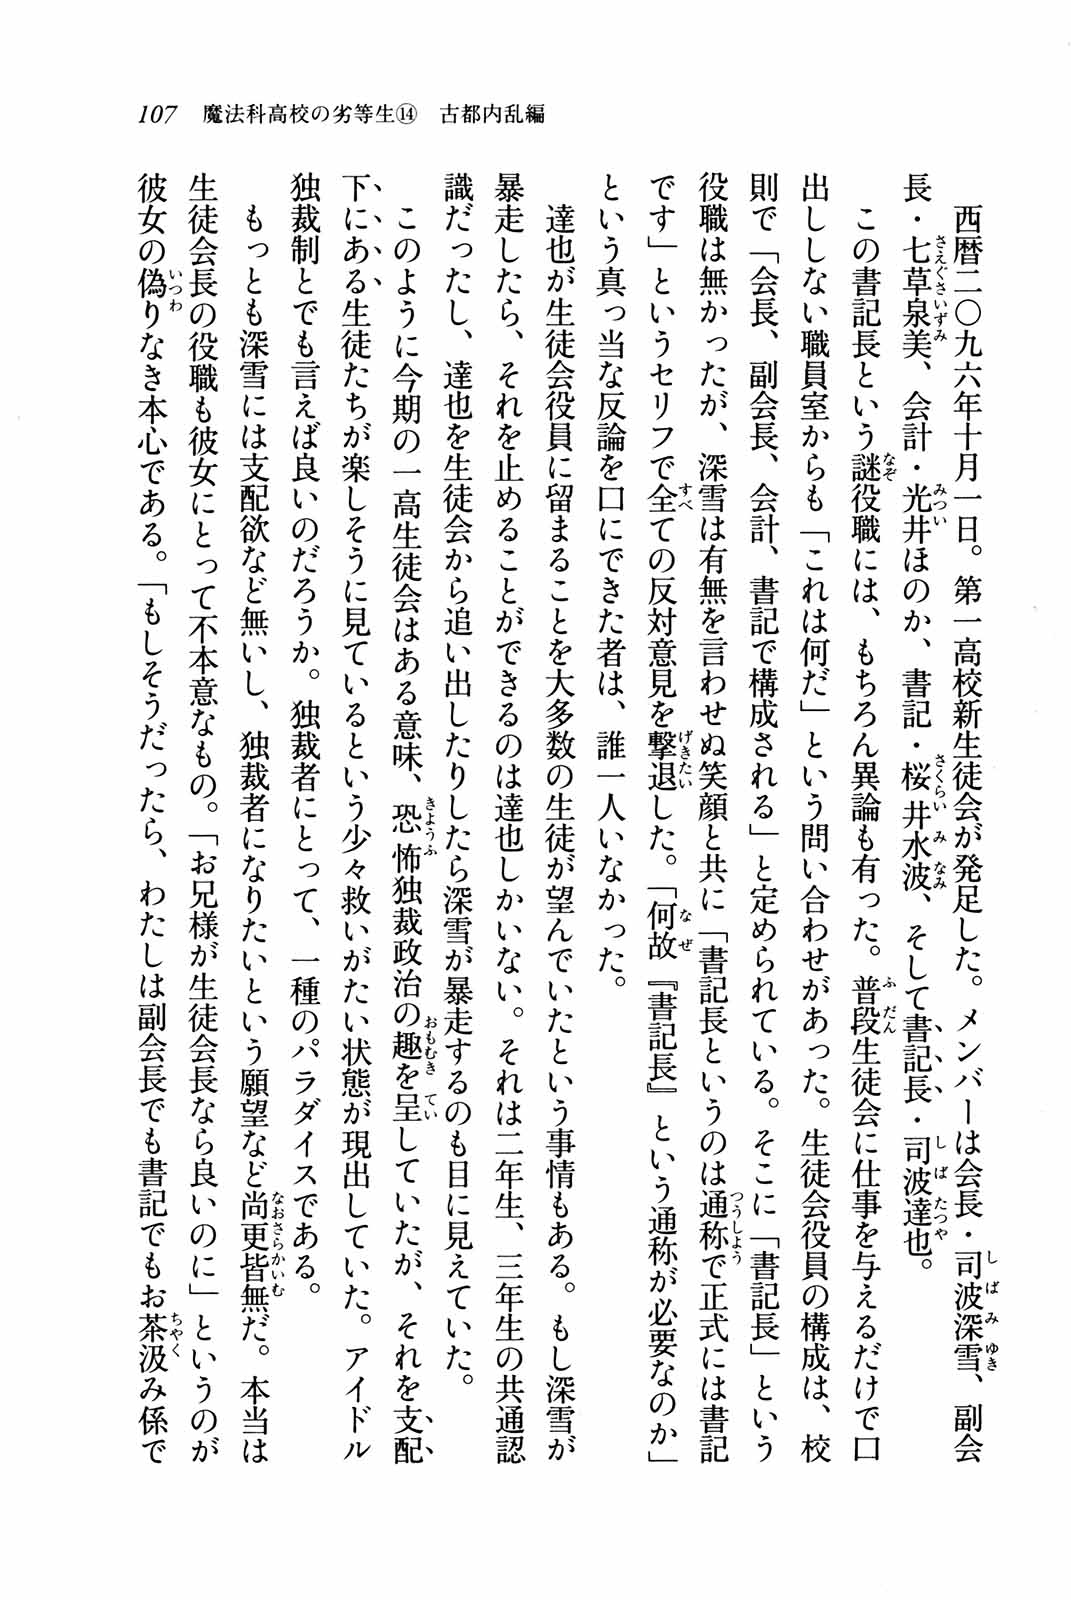 107　魔法科高校の劣等生⑭　古都内乱編
　西暦二〇九六年十月一日。第一高校新生徒会が発足した。メンバーは会長・司波深雪、副会
長・七草泉美、会計・光井ほのか、書記・桜井水波、そして書記長・司波達也。
　この書記長という謎役職には、もちろん異論も有った。普段生徒会に仕事を与えるだけで口
出ししない職員室からも「これは何だ」という問い合わせがあった。生徒会役員の構成は、校
則で「会長、副会長、会計、書記で構成される」と定められている。そこに「書記長」という
役職は無かったが、深雪は有無を言わせぬ笑顔と共に「書記長というのは通称で正式には書記
です」というセリフで全ての反対意見を撃退した。「何故『書記長』という通称が必要なのか」
という真っ当な反論を口にできた者は、誰一人いなかった。
　達也が生徒会役員に留まることを大多数の生徒が望んでいたという事情もある。もし深雪が
暴走したら、それを止めることができるのは達也しかいない。それは二年生、三年生の共通認
識だったし、達也を生徒会から追い出したりしたら深雪が暴走するのも目に見えていた。
　このように今期の一高生徒会はある意味、恐怖独裁政治の趣を呈していたが、それを支配
下にある生徒たちが楽しそうに見ているという少々救いがたい状態が現出していた。アイドル
独裁制とでも言えば良いのだろうか。独裁者にとって、一種のパラダイスである。
　もっとも深雪には支配欲など無いし、独裁者になりたいという願望など尚更皆無だ。本当は
生徒会長の役職も彼女にとって不本意なもの。「お兄様が生徒会長なら良いのに」というのが
彼女の偽りなき本心である。「もしそうだったら、わたしは副会長でも書記でもお茶汲み係で